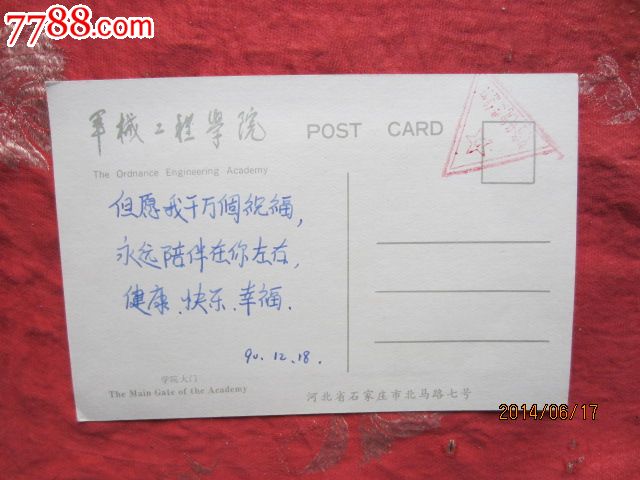 7788.com
軍械工程學院
POST CARD
The Ordnance Engineering Academy
但愿我千万個祝福,
永远陪伴在你左右,
健康、快乐、幸福.
90.12.18.
学院大门
The Main Gate of the Academy
河北省石家庄市北马路七号
2014/06/17